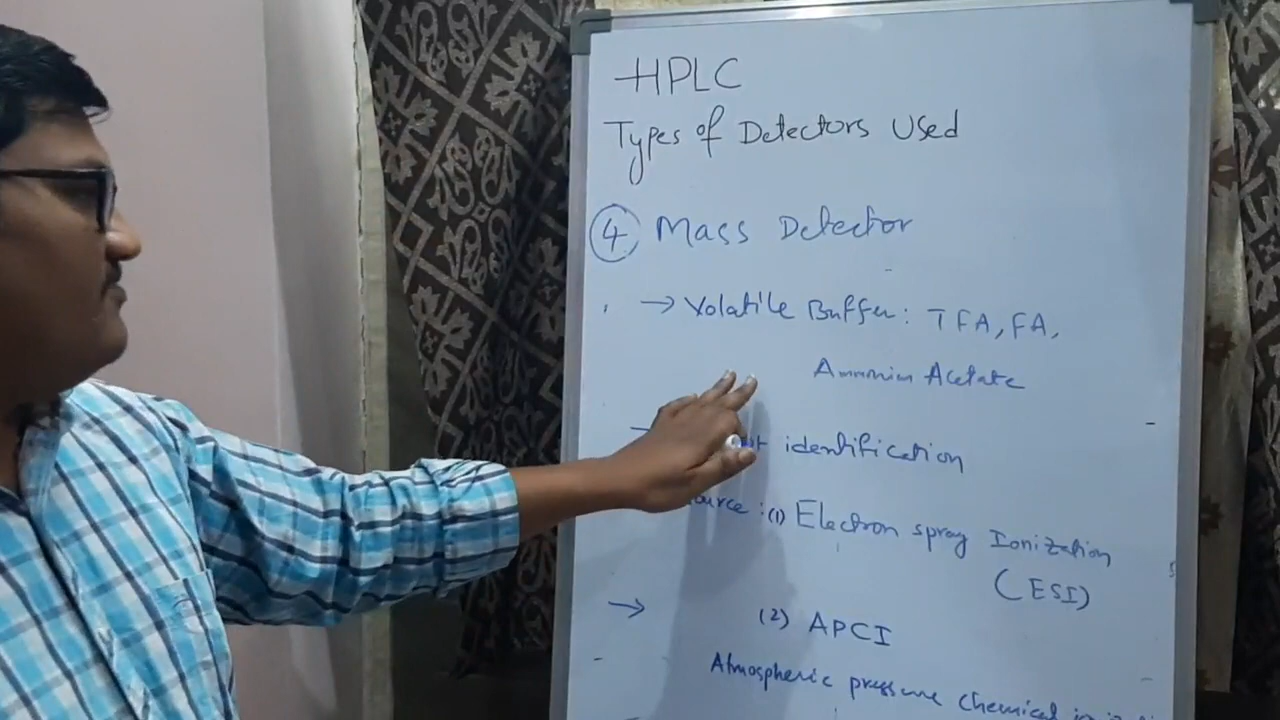 HPLC
Types of Detectors Used
4 Mass Detector
→ Volatile Buffer: TFA, FA,
Ammonium Acetate
identification
(1) Electron spray Ionization
(ESI)
→ (2) APCI
Atmospheric pressure chemical